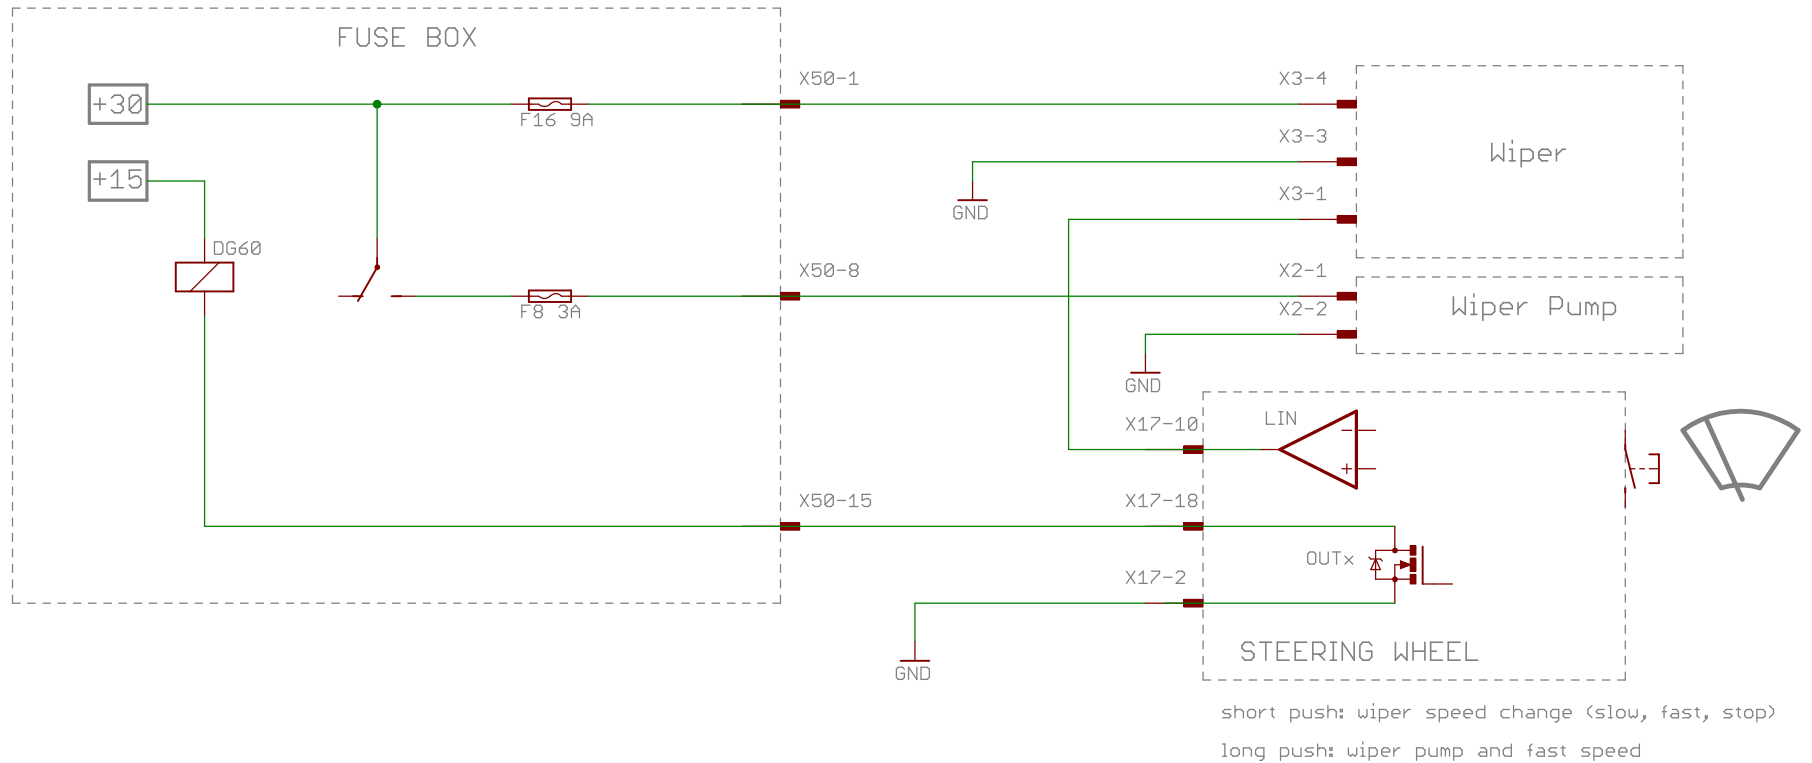 FUSE BOX
+30
F16 9A
X50-1
X3-4
X3-3
Wiper
+15
GND
X3-1
DG60
X50-8
X2-1
F8 3A
X2-2
Wiper Pump
GND
X17-10
LIN
X50-15
X17-18
OUTx
X17-2
GND
STEERING WHEEL
short push: wiper speed change (slow, fast, stop)
long push: wiper pump and fast speed